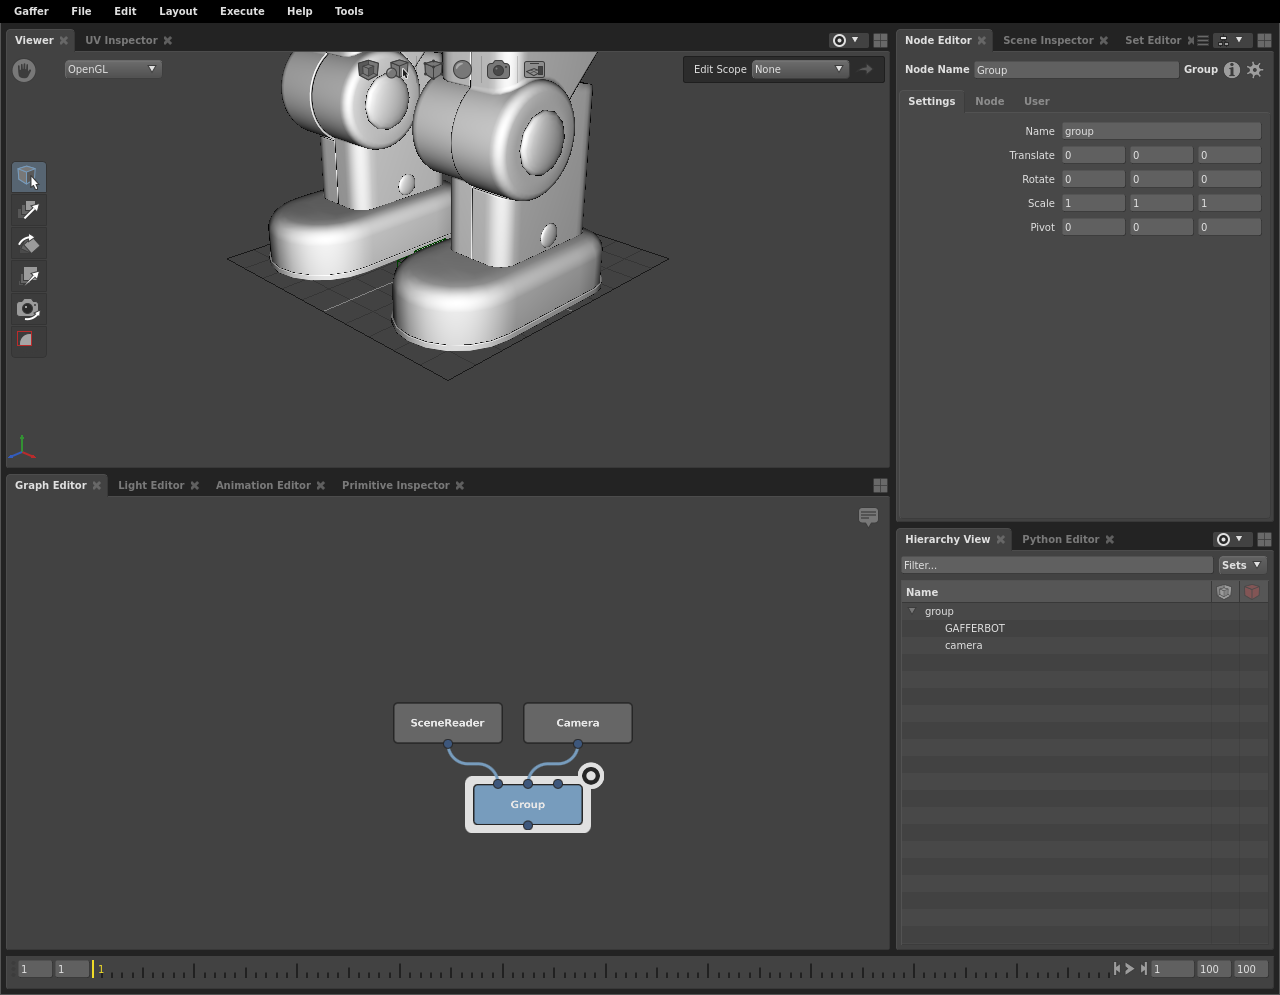 Gaffer File Edit Layout Execute Help Tools
Viewer UV Inspector
OpenGL
Edit Scope None
Node Editor Scene Inspector Set Editor
Node Name Group Group
Settings Node User
Name group
Translate 0 0 0
Rotate 0 0 0
Scale 1 1 1
Pivot 0 0 0
Graph Editor Light Editor Animation Editor Primitive Inspector
SceneReader Camera
Group
Hierarchy View Python Editor
Filter... Sets
Name
group
GAFFERBOT
camera
1 1 1 1 100 100